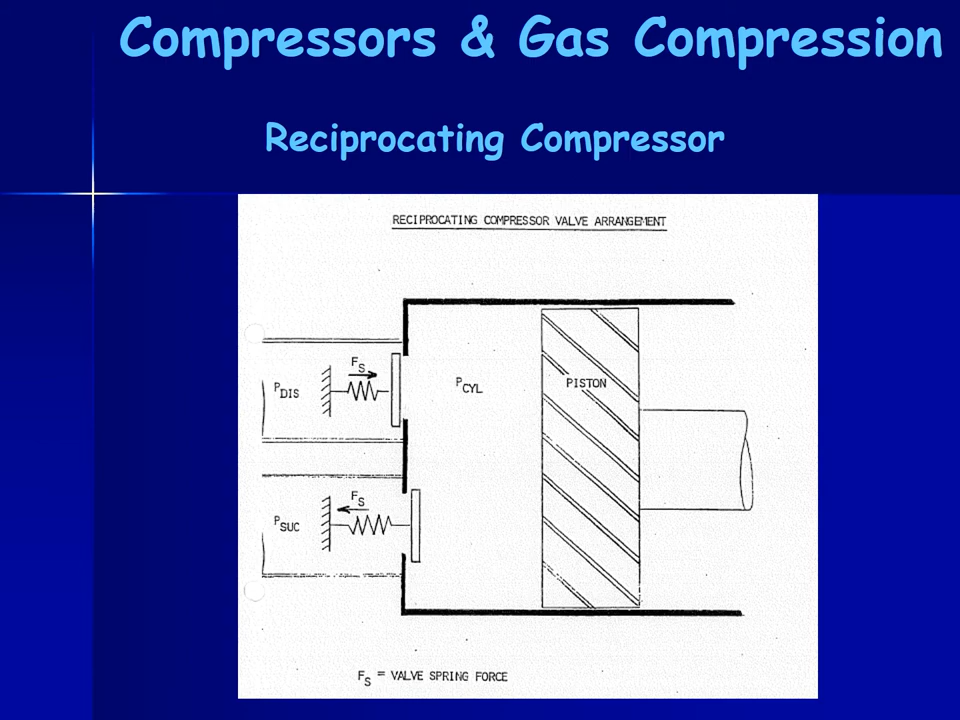 Compressors & Gas Compression
Reciprocating Compressor
RECIPROCATING COMPRESSOR VALVE ARRANGEMENT
FS
PDIS
PCYL
PISTON
FS
PSUC
FS = VALVE SPRING FORCE